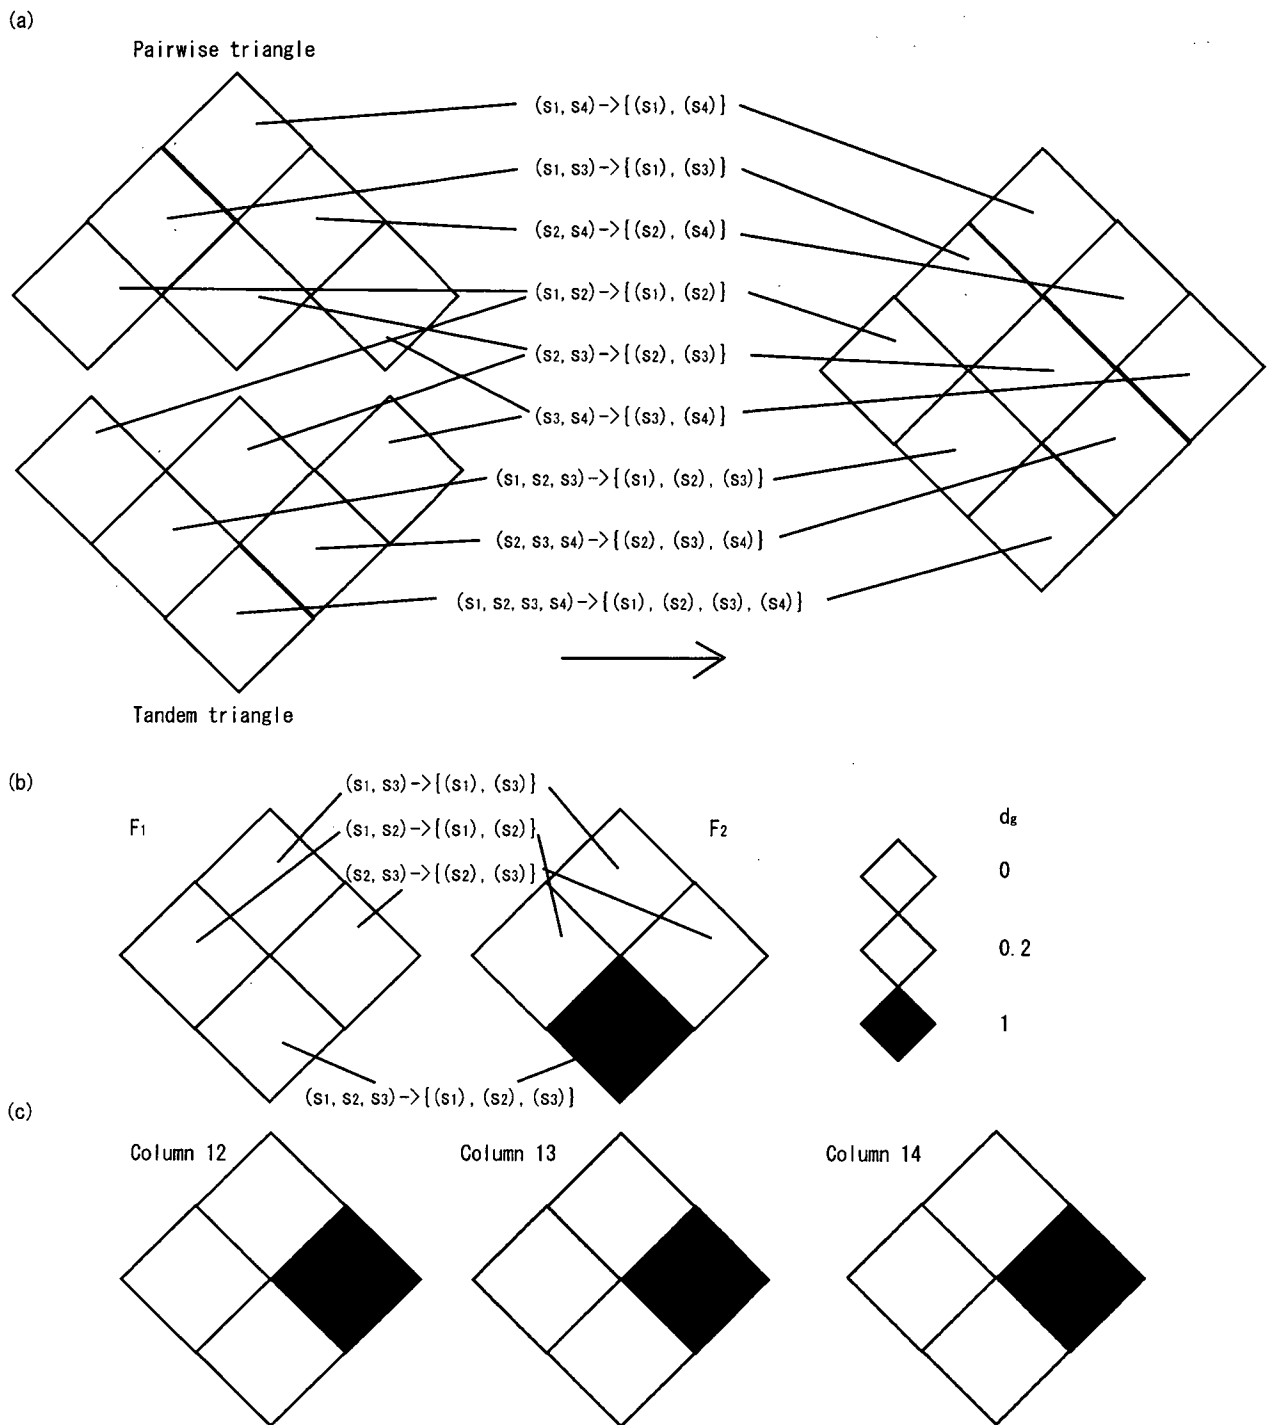 (a)
Pairwise triangle
(s1, s4)->{(s1), (s4)}
(s1, s3)->{(s1), (s3)}
(s2, s4)->{(s2), (s4)}
(s1, s2)->{(s1), (s2)}
(s2, s3)->{(s2), (s3)}
(s3, s4)->{(s3), (s4)}
(s1, s2, s3)->{(s1), (s2), (s3)}
(s2, s3, s4)->{(s2), (s3), (s4)}
(s1, s2, s3, s4)->{(s1), (s2), (s3), (s4)}
Tandem triangle
(b)
F1
(s1, s3)->{(s1), (s3)}
(s1, s2)->{(s1), (s2)}
(s2, s3)->{(s2), (s3)}
F2
dg
0
0.2
1
(s1, s2, s3)->{(s1), (s2), (s3)}
(c)
Column 12
Column 13
Column 14